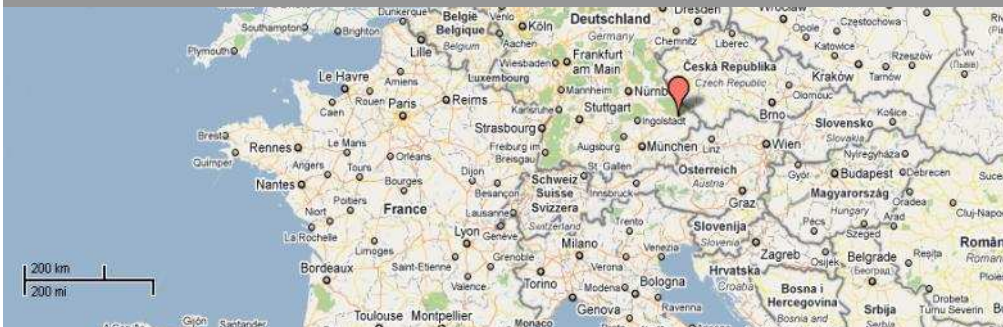 Dunkerque België Venlo Köln Deutschland Dresden Wrocław Częstochowa
Southampton Brighton Belgique Germany Chemnitz Liberec Opole Katowice
Plymouth Lille Belgium Aachen Frankfurt am Main Česká Republika Rzeszów
Wiesbaden Czech Republic Kraków Tarnów
Le Havre Amiens Luxembourg Mannheim Olomouc
Caen Rouen Paris Reims Karlsruhe Stuttgart Ingolstadt Brno Slovensko Košice
Brest Rennes Le Mans Strasbourg Slovakia
Quimper Angers Orléans Freiburg im Breisgau Augsburg München Linz Wien Nyíregyháza
Nantes Tours Dijon St. Gallen Österreich Győr Budapest Debrecen
Bourges Besançon Schweiz Suisse Svizzera Innsbruck Austria Magyarország
Niort Poitiers France Lausanne Switzerland Graz Hungary Oradea
La Rochelle Genève Trento Slovenija Pécs Szeged Arad Cluj-Napo
Limoges Lyon Milano Venezia Slovenia Zagreb Osijek Belgrade Român
200 km Bordeaux Saint-Etienne Grenoble Verona Hrvatska (Београд) Reșița
200 mi Valence Torino Modena Bologna Croatia Bosna i Hercegovina Drobeta Turnu Severin
Gijón Santander Toulouse Montpellier Genova Ravenna Bosnia and Srbija
Monaco Serbia